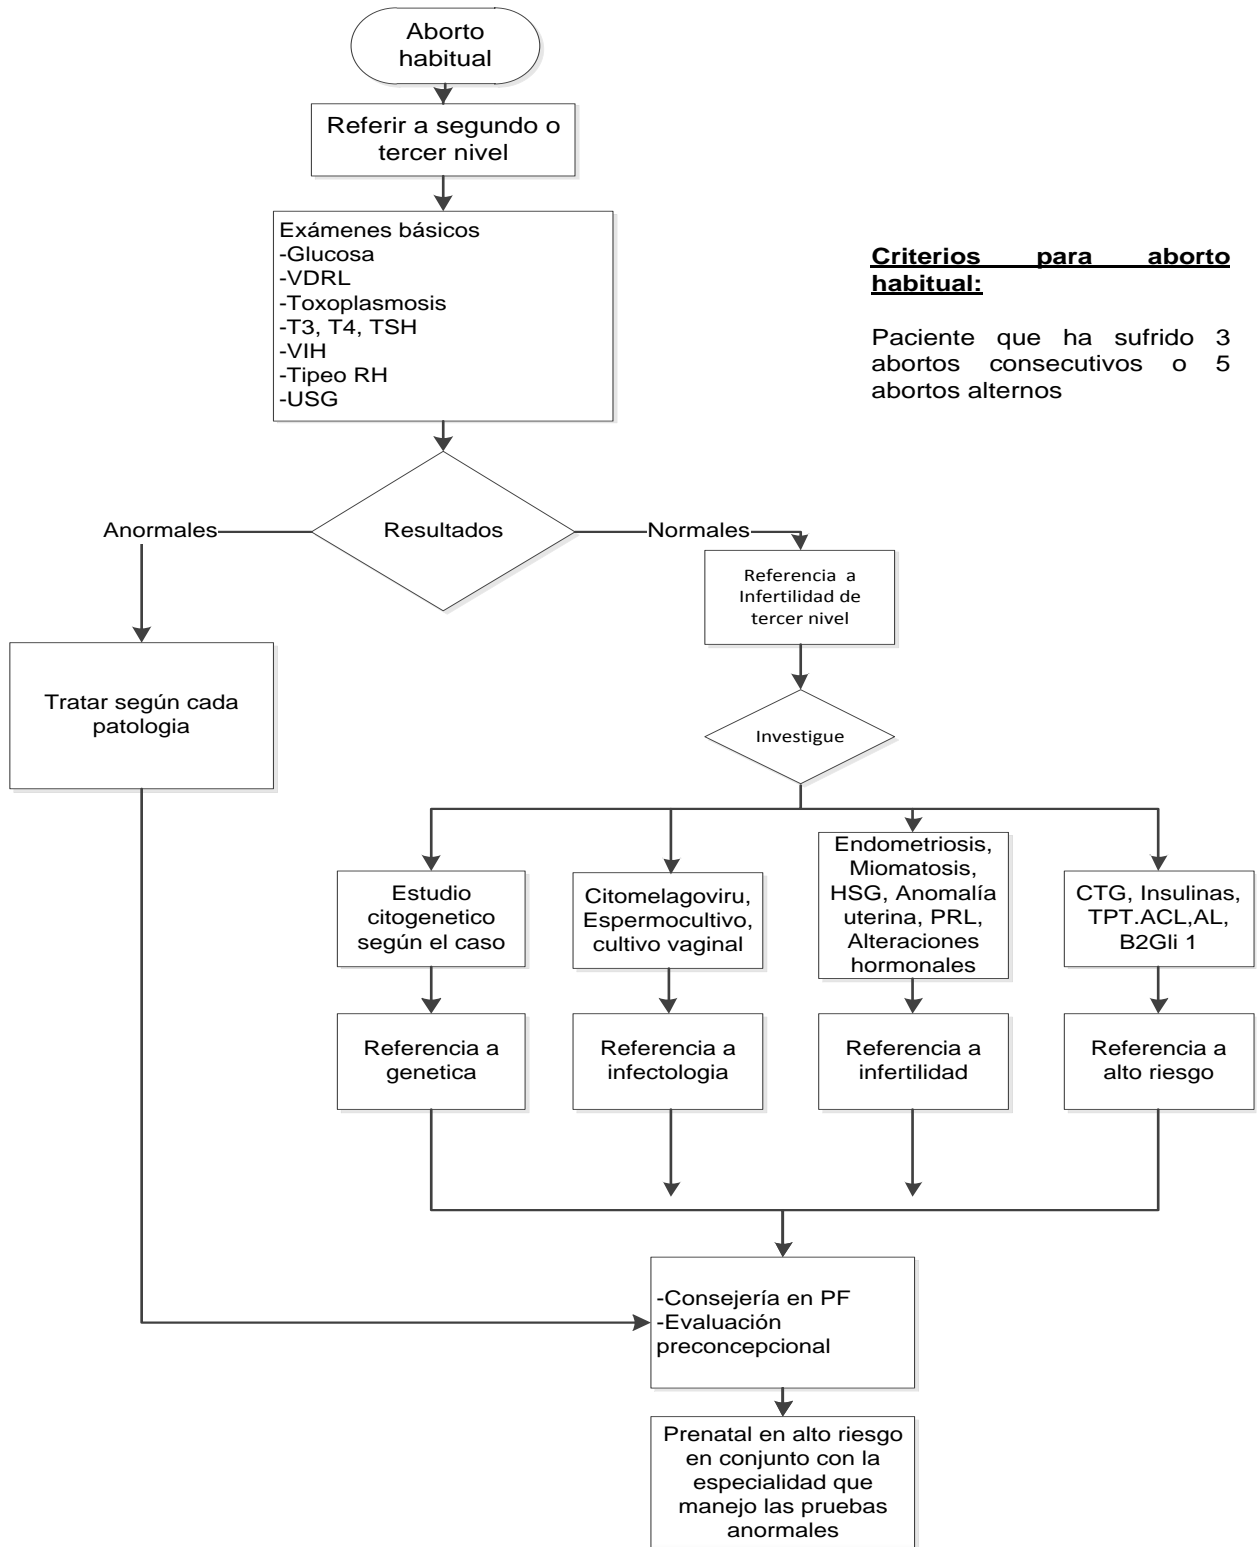 Aborto
habitual
Referir a segundo o
tercer nivel
Exámenes básicos
-Glucosa
-VDRL
-Toxoplasmosis
-T3, T4, TSH
-VIH
-Tipeo RH
-USG
Criterios para aborto
habitual:
Paciente que ha sufrido 3
abortos consecutivos o 5
abortos alternos
Anormales
Resultados
Normales
Referencia a
Infertilidad de
tercer nivel
Tratar según cada
patologia
Investigue
Estudio
citogenetico
según el caso
Citomelagoviru,
Espermocultivo,
cultivo vaginal
Endometriosis,
Miomatosis,
HSG, Anomalía
uterina, PRL,
Alteraciones
hormonales
CTG, Insulinas,
TPT.ACL,AL,
B2Gli 1
Referencia a
genetica
Referencia a
infectologia
Referencia a
infertilidad
Referencia a
alto riesgo
-Consejería en PF
-Evaluación
preconcepcional
Prenatal en alto riesgo
en conjunto con la
especialidad que
manejo las pruebas
anormales